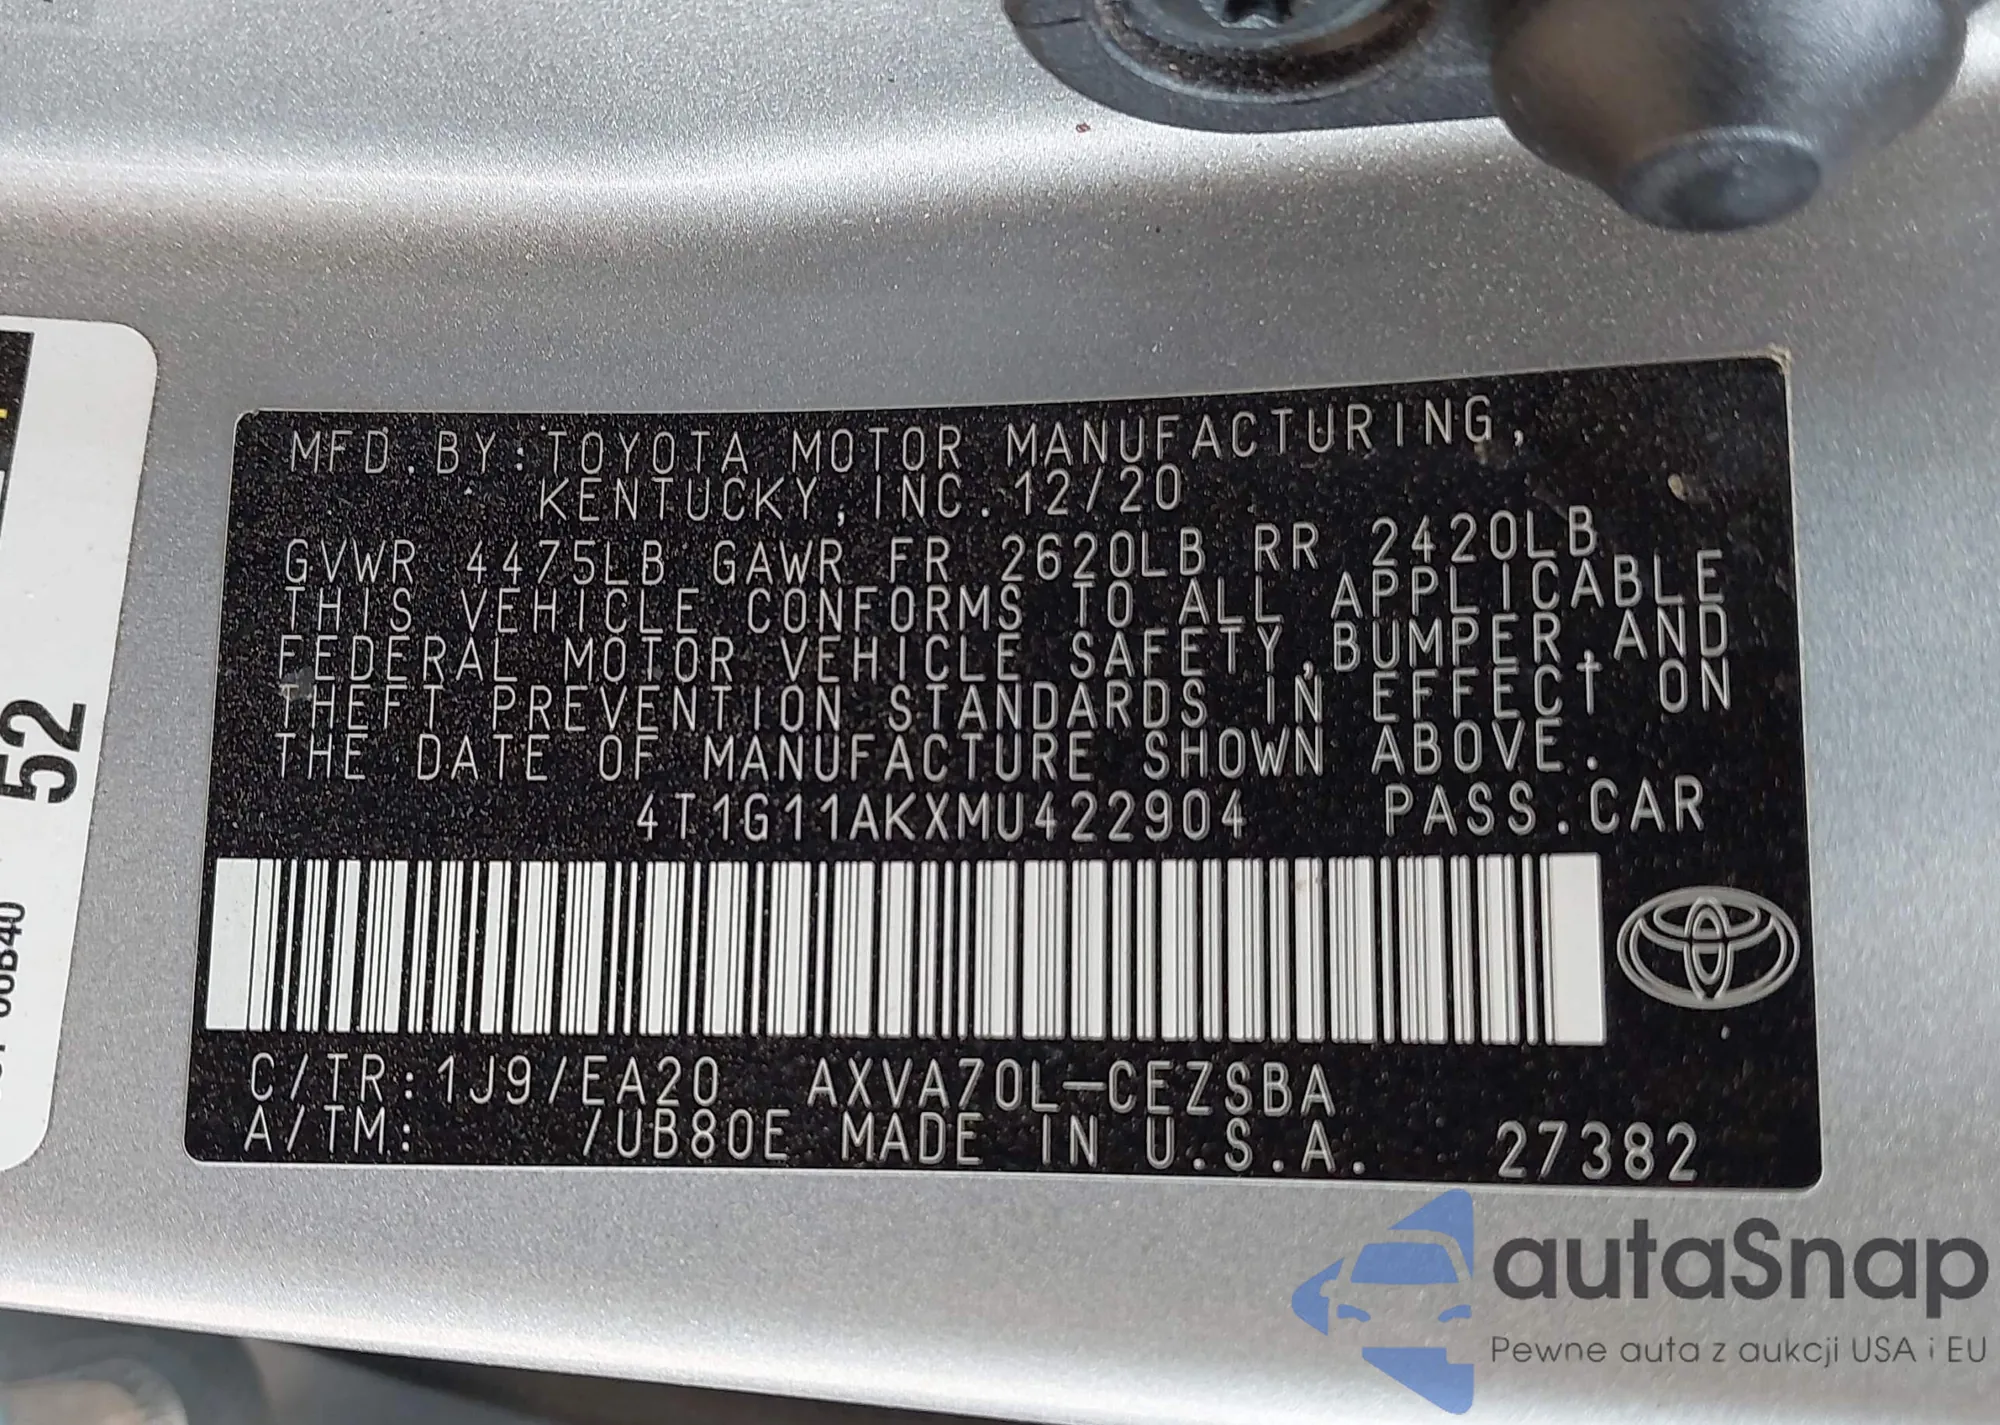 MFD.BY:TOYOTA MOTOR MANUFACTURING,
KENTUCKY,INC. 12/20
GVWR 4475LB GAWR FR 2620LB RR 2420LB
THIS VEHICLE CONFORMS TO ALL APPLICABLE
FEDERAL MOTOR VEHICLE SAFETY,BUMPER,AND
THEFT PREVENTION STANDARDS IN EFFECT ON
THE DATE OF MANUFACTURE SHOWN ABOVE.
4T1G11AKXMU422904 PASS.CAR
C/TR:1J9/EA20 AXVA70L-CEZSBA
A/TM: /UB80E MADE IN U.S.A. 27382
52
autaSnap
Pewne auta z aukcji USA i EU